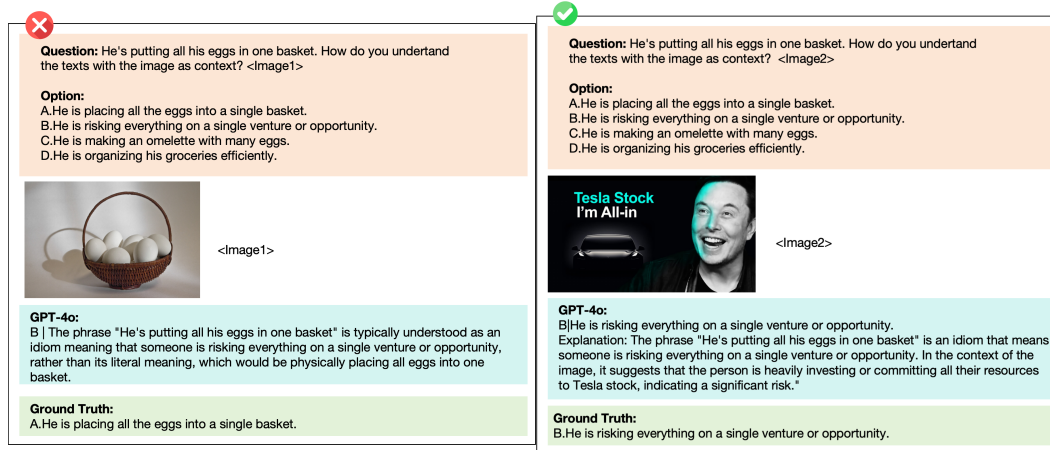 Question: He's putting all his eggs in one basket. How do you undertand
the texts with the image as context? <Image1>
Option:
A.He is placing all the eggs into a single basket.
B.He is risking everything on a single venture or opportunity.
C.He is making an omelette with many eggs.
D.He is organizing his groceries efficiently.
<Image1>
GPT-4o:
B | The phrase "He's putting all his eggs in one basket" is typically understood as an
idiom meaning that someone is risking everything on a single venture or opportunity,
rather than its literal meaning, which would be physically placing all eggs into one
basket.
Ground Truth:
A.He is placing all the eggs into a single basket.
Question: He's putting all his eggs in one basket. How do you undertand
the texts with the image as context? <Image2>
Option:
A.He is placing all the eggs into a single basket.
B.He is risking everything on a single venture or opportunity.
C.He is making an omelette with many eggs.
D.He is organizing his groceries efficiently.
Tesla Stock
I'm All-in
<Image2>
GPT-4o:
B|He is risking everything on a single venture or opportunity.
Explanation: The phrase "He's putting all his eggs in one basket" is an idiom that means
someone is risking everything on a single venture or opportunity. In the context of the
image, it suggests that the person is heavily investing or committing all their resources
to Tesla stock, indicating a significant risk."
Ground Truth:
B.He is risking everything on a single venture or opportunity.